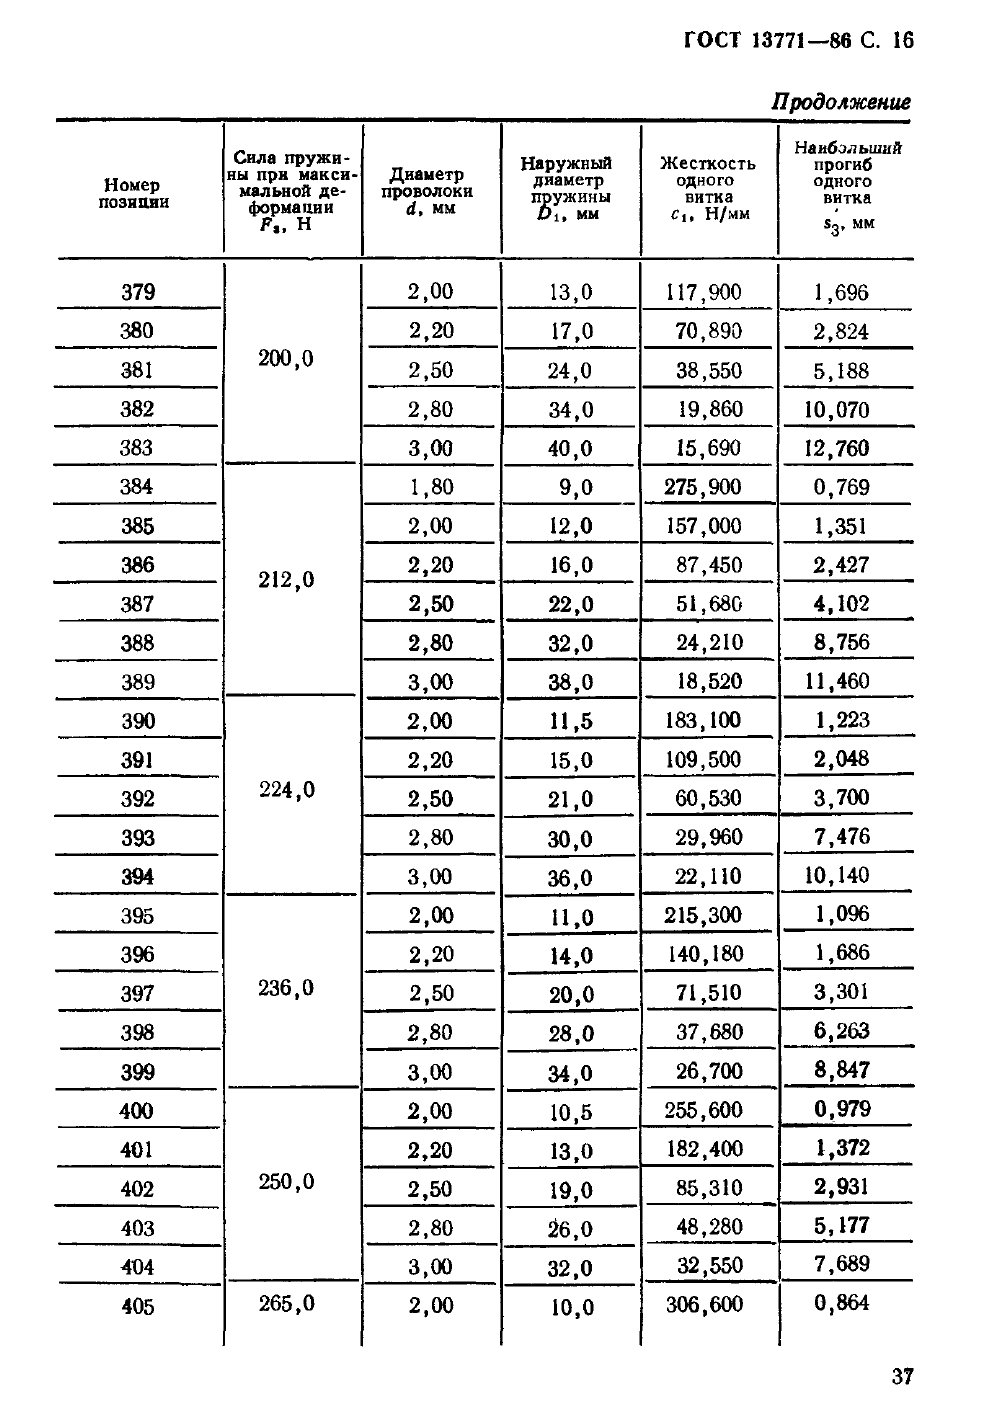 ГОСТ 13771—86 С. 16
Продолжение
Номер позиции | Сила пружи- ны при макси- мальной де- формации F₃, Н | Диаметр проволоки d, мм | Наружный диаметр пружины D₁, мм | Жесткость одного витка c₁, Н/мм | Наибольший прогиб одного витка s₃, мм
379 | 200,0 | 2,00 | 13,0 | 117,900 | 1,696
380 | 2,20 | 17,0 | 70,890 | 2,824
381 | 2,50 | 24,0 | 38,550 | 5,188
382 | 2,80 | 34,0 | 19,860 | 10,070
383 | 3,00 | 40,0 | 15,690 | 12,760
384 | 212,0 | 1,80 | 9,0 | 275,900 | 0,769
385 | 2,00 | 12,0 | 157,000 | 1,351
386 | 2,20 | 16,0 | 87,450 | 2,427
387 | 2,50 | 22,0 | 51,680 | 4,102
388 | 2,80 | 32,0 | 24,210 | 8,756
389 | 3,00 | 38,0 | 18,520 | 11,460
390 | 224,0 | 2,00 | 11,5 | 183,100 | 1,223
391 | 2,20 | 15,0 | 109,500 | 2,048
392 | 2,50 | 21,0 | 60,530 | 3,700
393 | 2,80 | 30,0 | 29,960 | 7,476
394 | 3,00 | 36,0 | 22,110 | 10,140
395 | 236,0 | 2,00 | 11,0 | 215,300 | 1,096
396 | 2,20 | 14,0 | 140,180 | 1,686
397 | 2,50 | 20,0 | 71,510 | 3,301
398 | 2,80 | 28,0 | 37,680 | 6,263
399 | 3,00 | 34,0 | 26,700 | 8,847
400 | 250,0 | 2,00 | 10,5 | 255,600 | 0,979
401 | 2,20 | 13,0 | 182,400 | 1,372
402 | 2,50 | 19,0 | 85,310 | 2,931
403 | 2,80 | 26,0 | 48,280 | 5,177
404 | 3,00 | 32,0 | 32,550 | 7,689
405 | 265,0 | 2,00 | 10,0 | 306,600 | 0,864
37